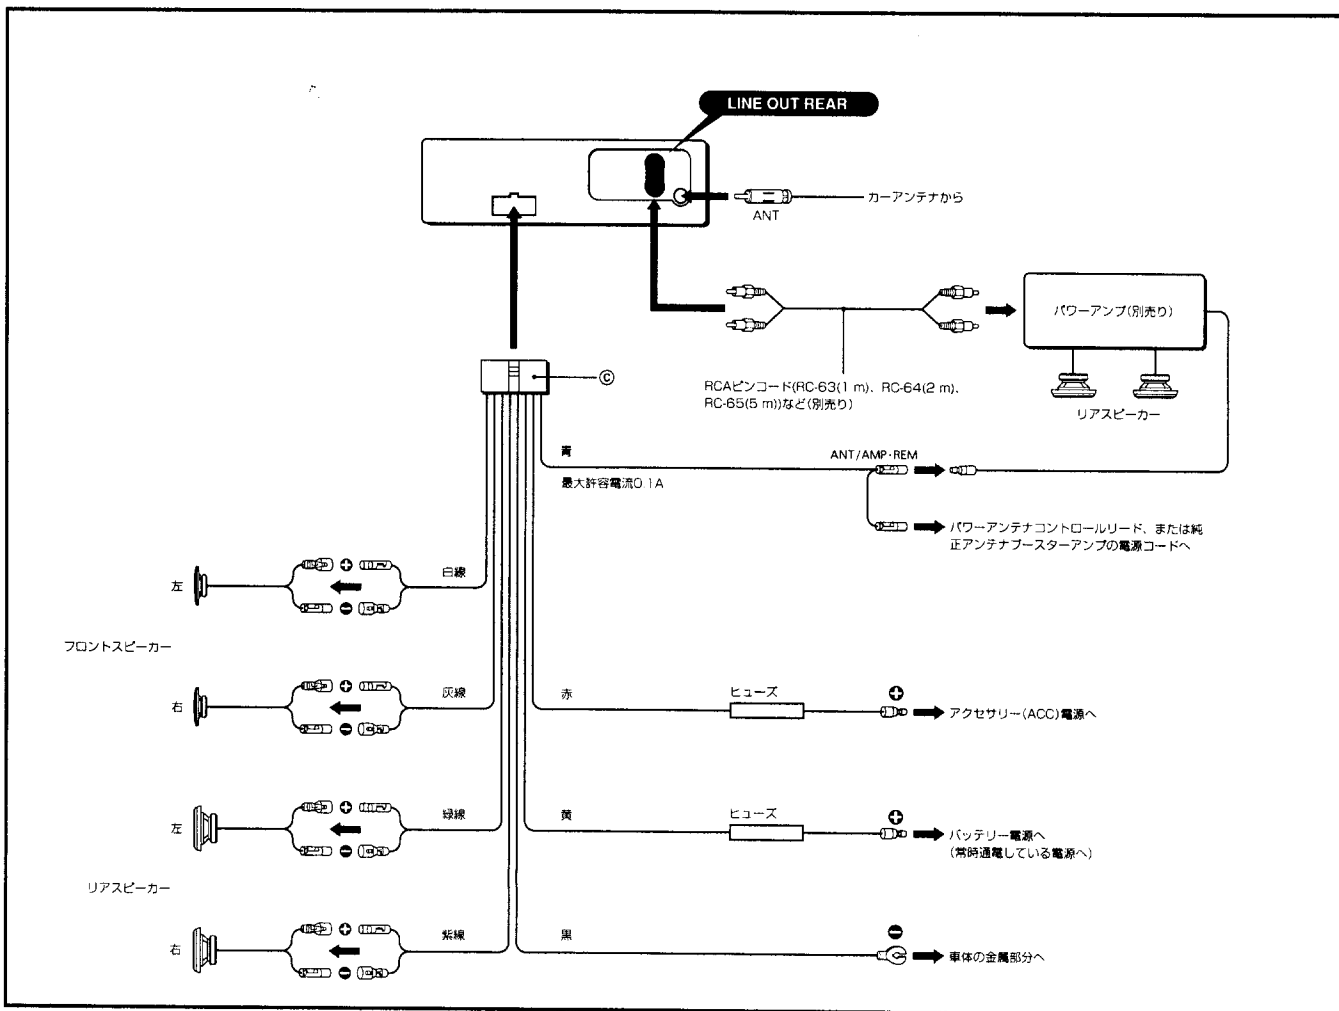 LINE OUT REAR
カーアンテナから
ANT
パワーアンプ(別売り)
RCAピンコード(RC-63(1 m)、RC-64(2 m)、
RC-65(5 m))など(別売り)
リアスピーカー
©
青
最大許容電流0.1A
ANT/AMP・REM
パワーアンテナコントロールリード、または純
正アンテナブースターアンプの電源コードへ
左
白線
フロントスピーカー
右
灰線
赤
ヒューズ
アクセサリー(ACC)電源へ
左
緑線
黄
ヒューズ
バッテリー電源へ
(常時通電している電源へ)
リアスピーカー
右
紫線
黒
車体の金属部分へ